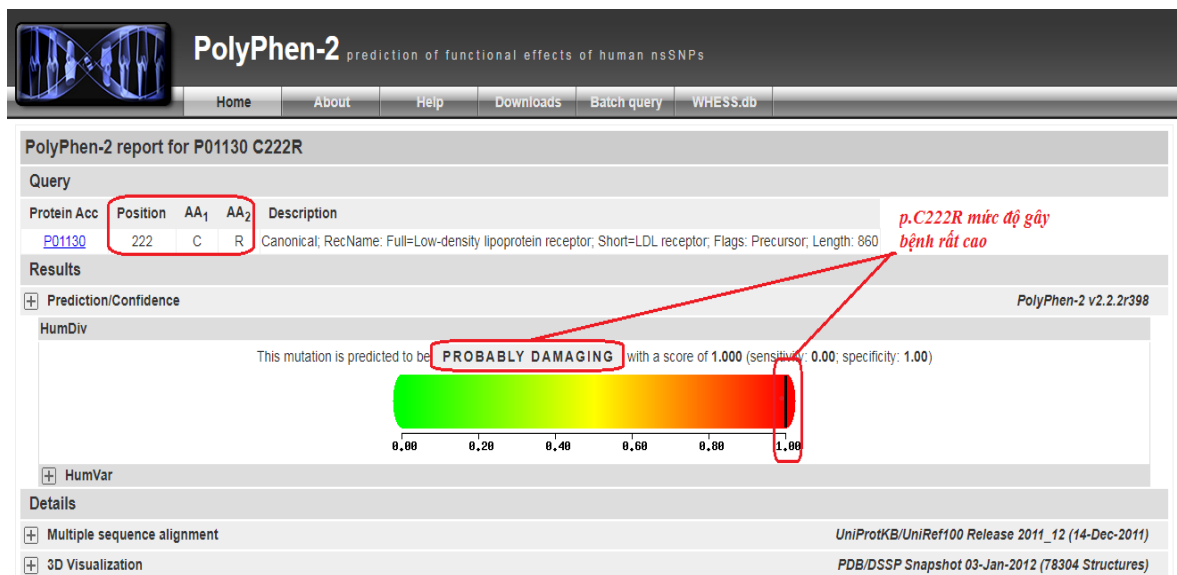 PolyPhen-2 prediction of functional effects of human nsSNPs
Home About Help Downloads Batch query WHESS.db
PolyPhen-2 report for P01130 C222R
Query
Protein Acc Position AA1 AA2 Description
P01130 222 C R Canonical; RecName: Full=Low-density lipoprotein receptor; Short=LDL receptor; Flags: Precursor; Length: 860
p.C222R mức độ gây
bệnh rất cao
Results
Prediction/Confidence PolyPhen-2 v2.2.2r398
HumDiv
This mutation is predicted to be PROBABLY DAMAGING with a score of 1.000 (sensitivity: 0.00; specificity: 1.00)
0.00 0.20 0.40 0.60 0.80 1.00
HumVar
Details
Multiple sequence alignment UniProtKB/UniRef100 Release 2011_12 (14-Dec-2011)
3D Visualization PDB/DSSP Snapshot 03-Jan-2012 (78304 Structures)